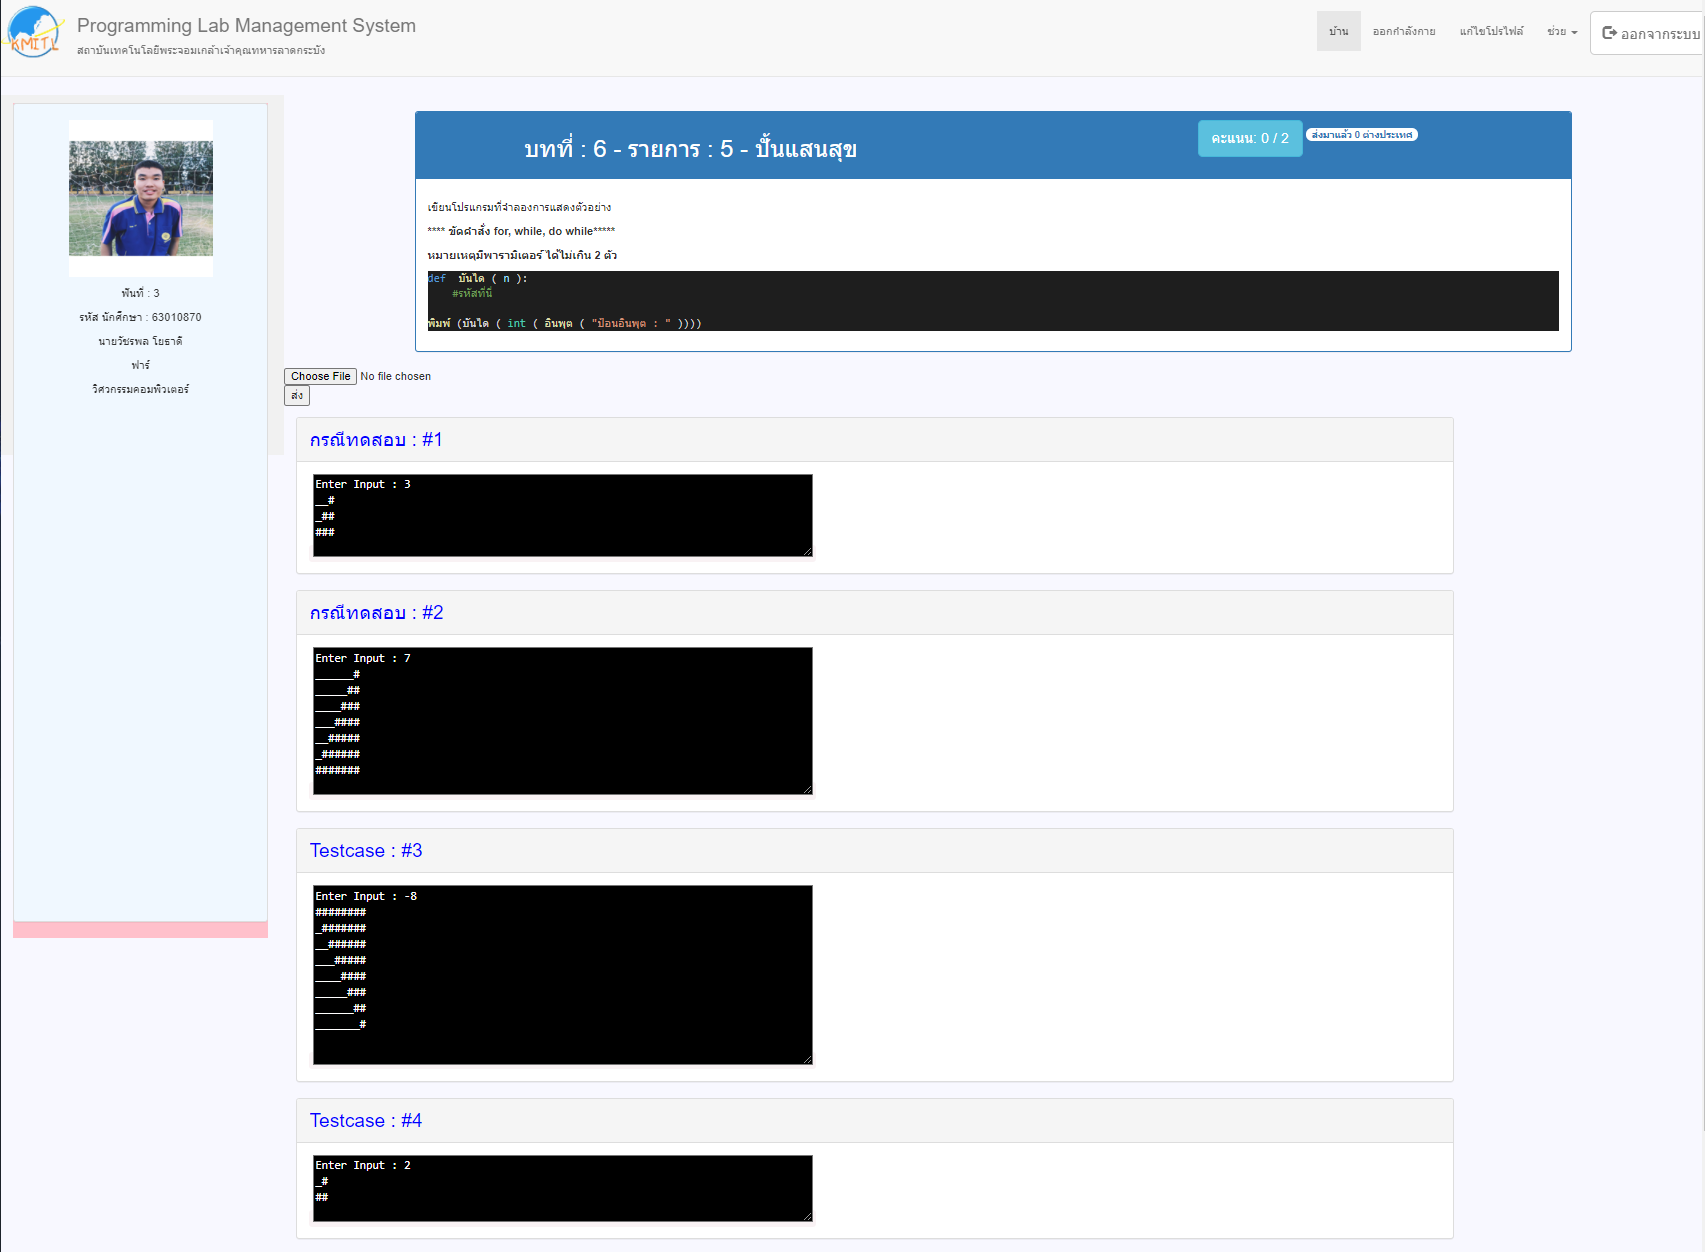 Programming Lab Management System
สถาบันเทคโนโลยีพระจอมเกล้าเจ้าคุณทหารลาดกระบัง
บ้าน
ออกกำลังกาย
แก้ไขโปรไฟล์
ช่วย
ออกจากระบบ
KMITL
พันที่ : 3
รหัส นักศึกษา : 63010870
นายวัชรพล โยธาดี
ฟาร์
วิศวกรรมคอมพิวเตอร์
บทที่ : 6 - รายการ : 5 - ปั้นแสนสุข
คะแนน: 0 / 2
ส่งมาแล้ว 0 ต่างประเทศ
เขียนโปรแกรมที่จำลองการแสดงตัวอย่าง
**** ขัดคำสั่ง for, while, do while*****
หมายเหตุมีพารามิเตอร์ ได้ไม่เกิน 2 ตัว
def บันได ( n ):
#รหัสที่นี่
พิมพ์ (บันได ( int ( อินพุต ( "ป้อนอินพุต : " ))))
Choose File No file chosen
ส่ง
กรณีทดสอบ : #1
Enter Input : 3
__#
_##
###
กรณีทดสอบ : #2
Enter Input : 7
______#
_____##
____###
___####
__#####
_######
#######
Testcase : #3
Enter Input : -8
########
_#######
__######
___#####
____####
_____###
______##
_______#
Testcase : #4
Enter Input : 2
_#
##